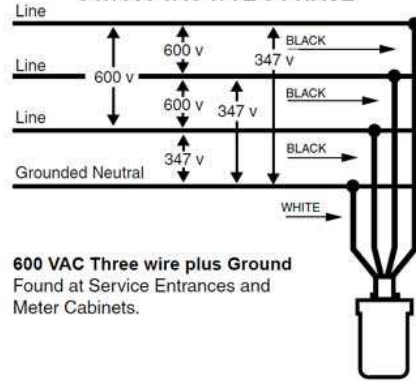 Line
BLACK
600 v
347 v
Line
600 v
BLACK
600 v
347 v
Line
BLACK
347 v
Grounded Neutral
WHITE
600 VAC Three wire plus Ground
Found at Service Entrances and
Meter Cabinets.